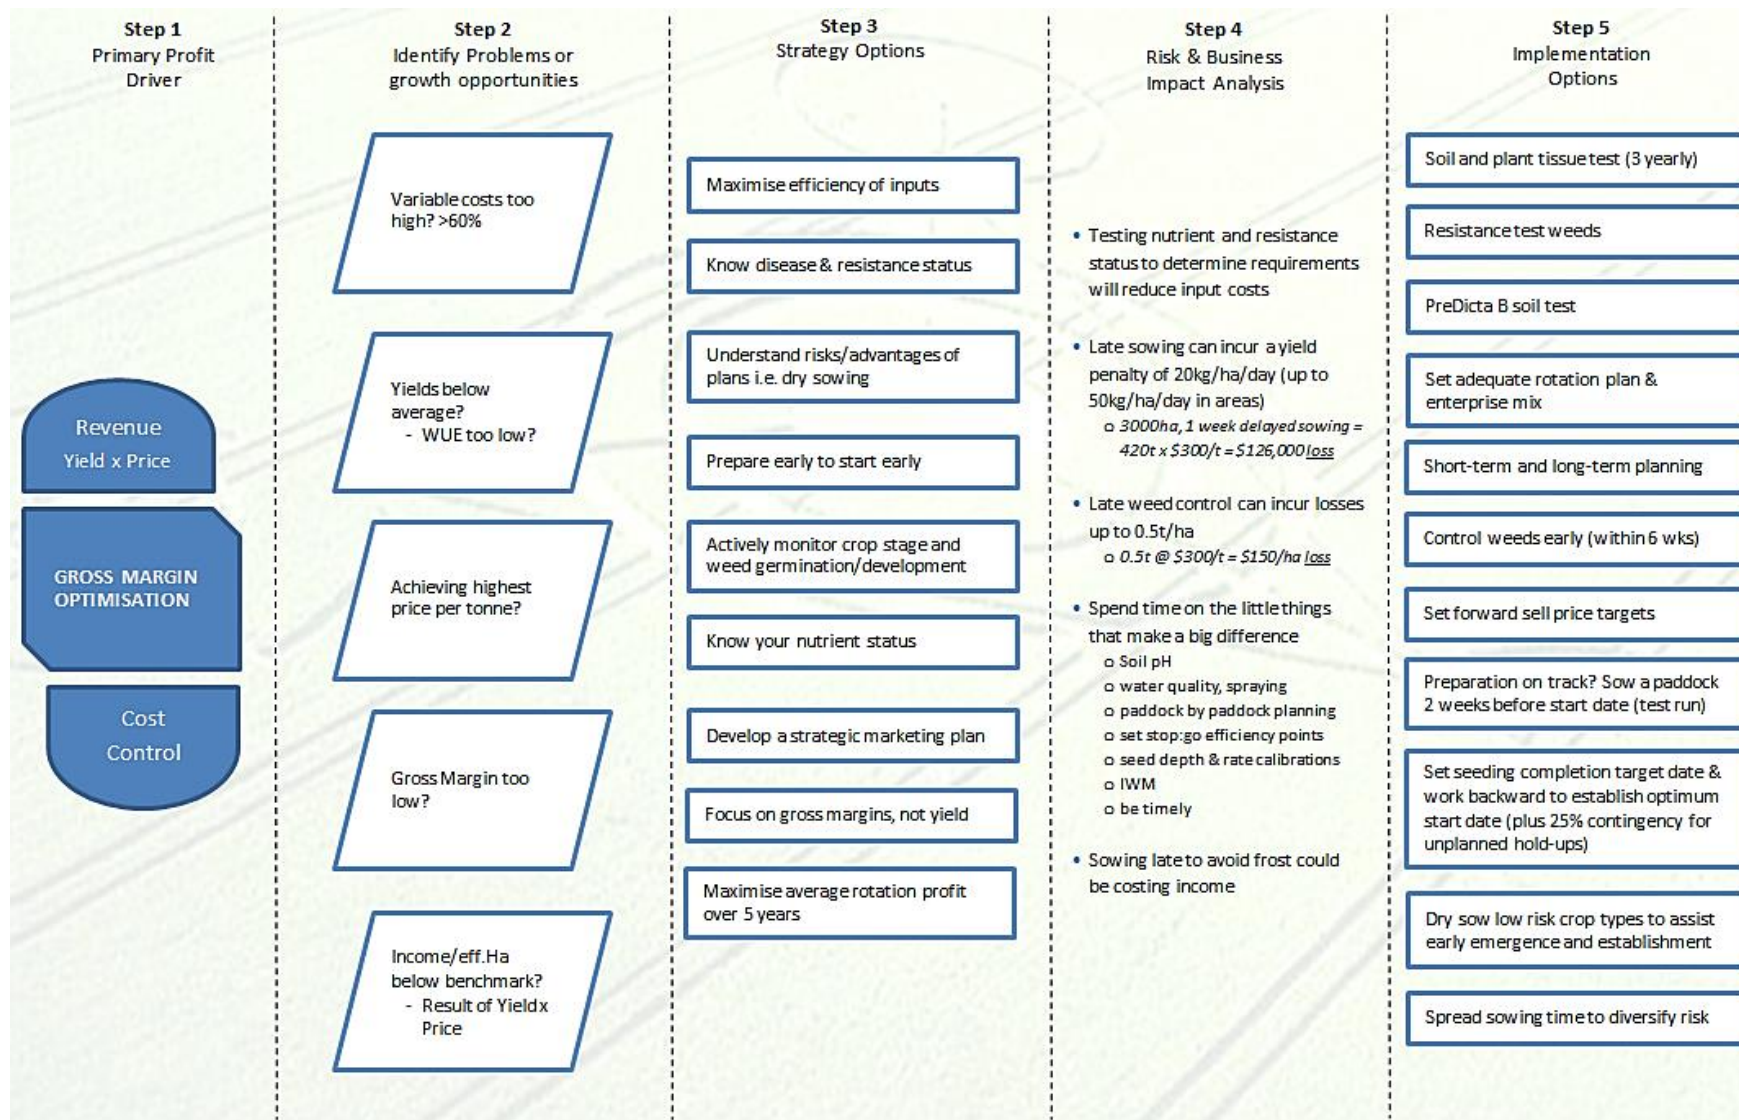 Step 1
Primary Profit
Driver
Step 2
Identify Problems or
growth opportunities
Step 3
Strategy Options
Step 4
Risk & Business
Impact Analysis
Step 5
Implementation
Options
Revenue
Yield x Price
GROSS MARGIN
OPTIMISATION
Cost
Control
Variable costs too
high? >60%
Yields below
average?
- WUE too low?
Achieving highest
price per tonne?
Gross Margin too
low?
Income/eff.Ha
below benchmark?
- Result of Yield x
Price
Maximise efficiency of inputs
Know disease & resistance status
Understand risks/advantages of
plans i.e. dry sowing
Prepare early to start early
Actively monitor crop stage and
weed germination/development
Know your nutrient status
Develop a strategic marketing plan
Focus on gross margins, not yield
Maximise average rotation profit
over 5 years
• Testing nutrient and resistance
status to determine requirements
will reduce input costs
• Late sowing can incur a yield
penalty of 20kg/ha/day (up to
50kg/ha/day in areas)
o 3000ha, 1 week delayed sowing =
420t x $300/t = $126,000 loss
• Late weed control can incur losses
up to 0.5t/ha
o 0.5t @ $300/t = $150/ha loss
• Spend time on the little things
that make a big difference
o Soil pH
o water quality, spraying
o paddock by paddock planning
o set stop:go efficiency points
o seed depth & rate calibrations
o IWM
o be timely
• Sowing late to avoid frost could
be costing income
Soil and plant tissue test (3 yearly)
Resistance test weeds
PreDicta B soil test
Set adequate rotation plan &
enterprise mix
Short-term and long-term planning
Control weeds early (within 6 wks)
Set forward sell price targets
Preparation on track? Sow a paddock
2 weeks before start date (test run)
Set seeding completion target date &
work backward to establish optimum
start date (plus 25% contingency for
unplanned hold-ups)
Dry sow low risk crop types to assist
early emergence and establishment
Spread sowing time to diversify risk